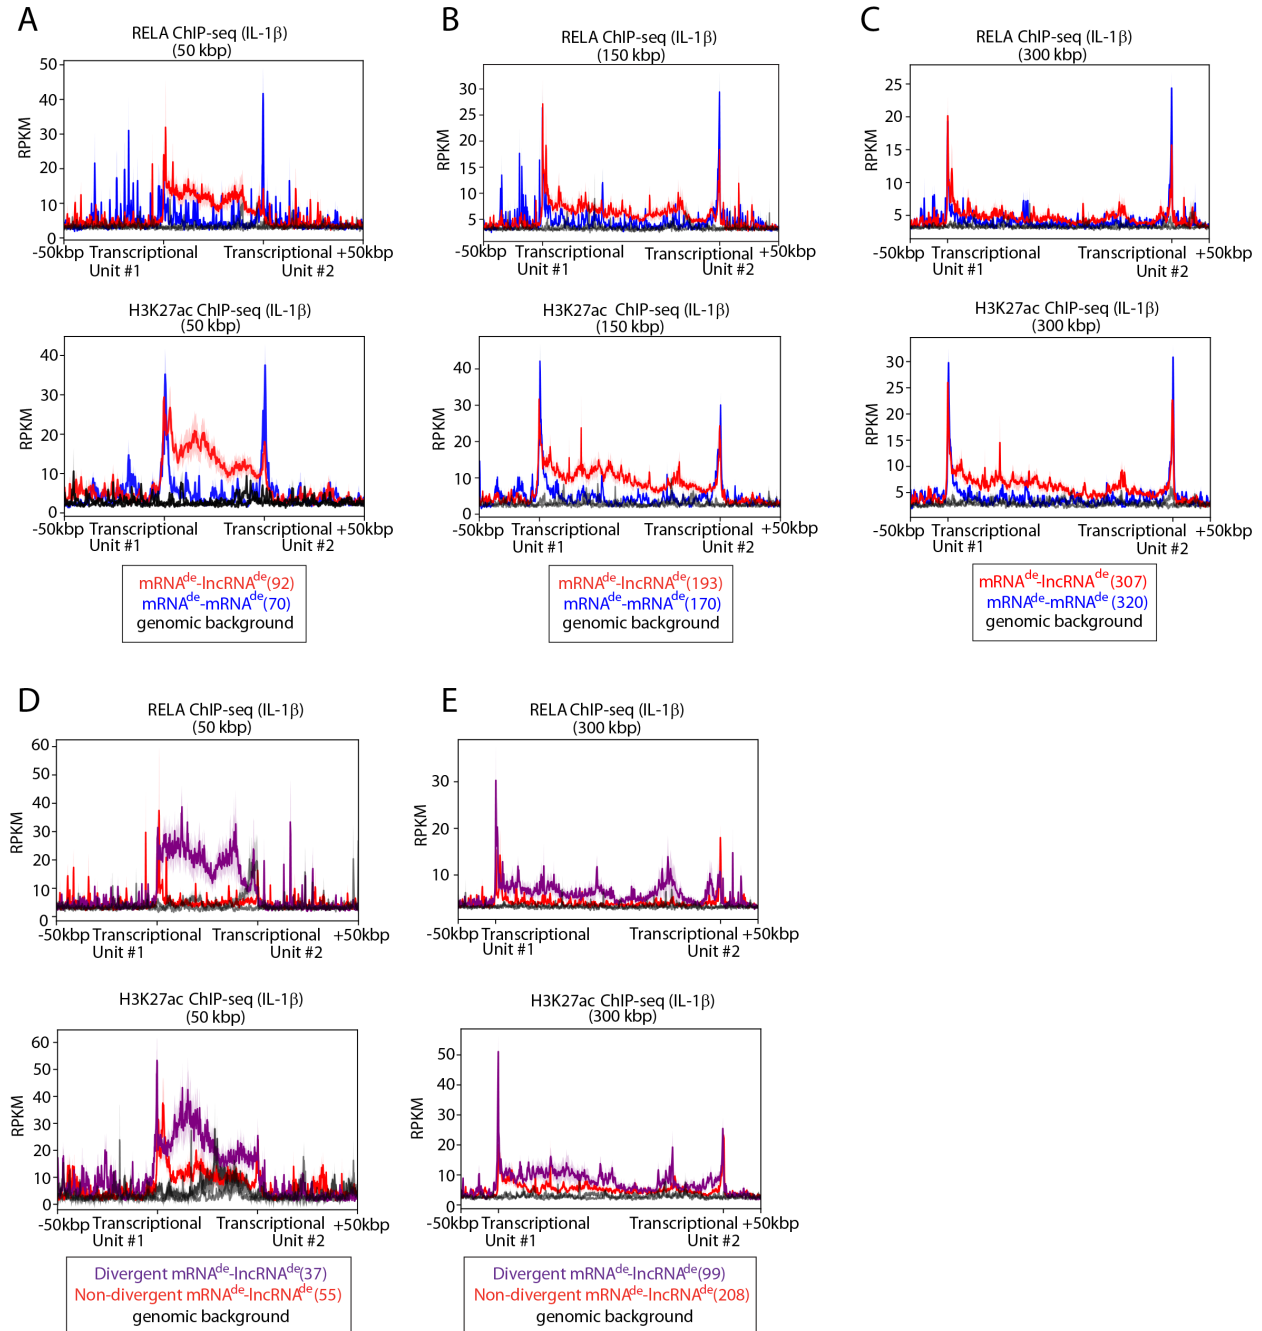 A
RELA ChIP-seq (IL-1β)
(50 kbp)
RPKM
50
40
30
20
10
0
-50kbp Transcriptional Transcriptional +50kbp
Unit #1 Unit #2
H3K27ac ChIP-seq (IL-1β)
(50 kbp)
RPKM
40
30
20
10
0
-50kbp Transcriptional Transcriptional +50kbp
Unit #1 Unit #2
mRNAde-lncRNAde(92)
mRNAde-mRNAde(70)
genomic background
B
RELA ChIP-seq (IL-1β)
(150 kbp)
RPKM
30
25
20
15
10
5
0
-50kbp Transcriptional Transcriptional +50kbp
Unit #1 Unit #2
H3K27ac ChIP-seq (IL-1β)
(150 kbp)
RPKM
40
30
20
10
0
-50kbp Transcriptional Transcriptional +50kbp
Unit #1 Unit #2
mRNAde-lncRNAde(193)
mRNAde-mRNAde(170)
genomic background
C
RELA ChIP-seq (IL-1β)
(300 kbp)
RPKM
25
20
15
10
5
-50kbp Transcriptional Transcriptional +50kbp
Unit #1 Unit #2
H3K27ac ChIP-seq (IL-1β)
(300 kbp)
RPKM
30
25
20
15
10
5
-50kbp Transcriptional Transcriptional +50kbp
Unit #1 Unit #2
mRNAde-lncRNAde(307)
mRNAde-mRNAde (320)
genomic background
D
RELA ChIP-seq (IL-1β)
(50 kbp)
RPKM
60
50
40
30
20
10
0
-50kbp Transcriptional Transcriptional +50kbp
Unit #1 Unit #2
H3K27ac ChIP-seq (IL-1β)
(50 kbp)
RPKM
60
50
40
30
20
10
0
-50kbp Transcriptional Transcriptional +50kbp
Unit #1 Unit #2
Divergent mRNAde-lncRNAde(37)
Non-divergent mRNAde-lncRNAde(55)
genomic background
E
RELA ChIP-seq (IL-1β)
(300 kbp)
RPKM
30
20
10
-50kbp Transcriptional Transcriptional +50kbp
Unit #1 Unit #2
H3K27ac ChIP-seq (IL-1β)
(300 kbp)
RPKM
50
40
30
20
10
0
-50kbp Transcriptional Transcriptional +50kbp
Unit #1 Unit #2
Divergent mRNAde-lncRNAde(99)
Non-divergent mRNAde-lncRNAde(208)
genomic background